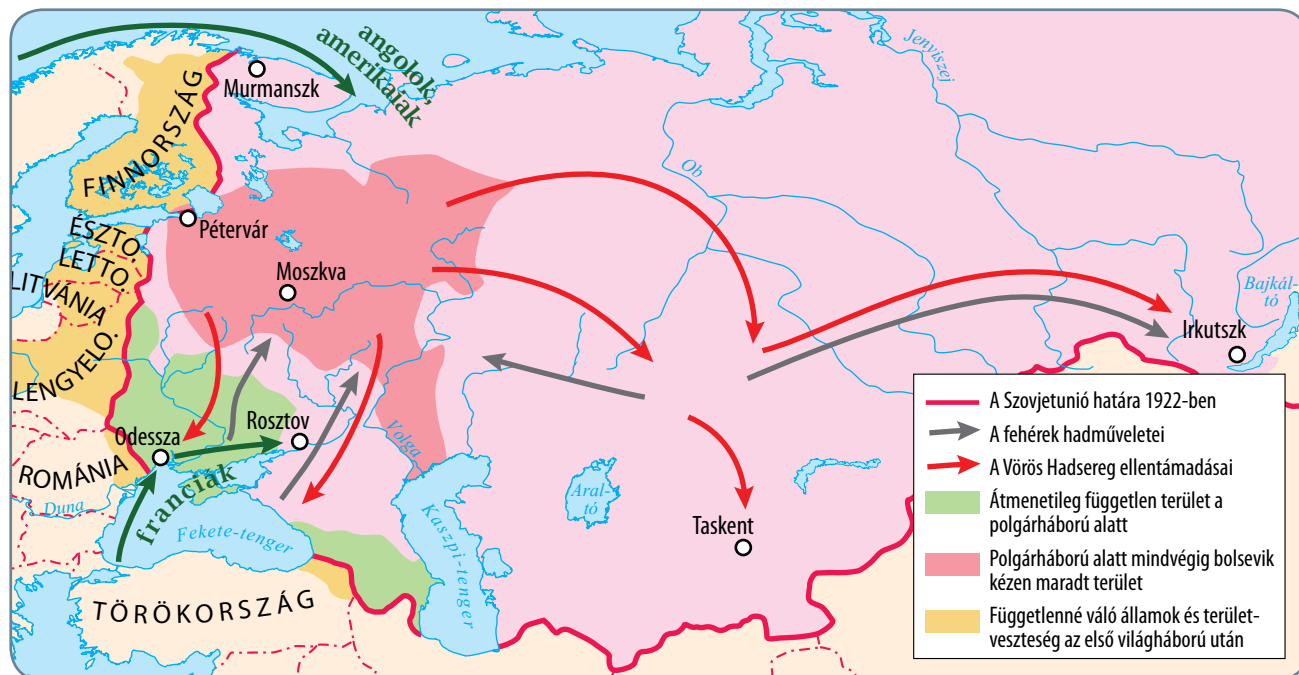 angolok,
amerikaiak
Jenyiszej
Murmanszk
FINNORSZÁG
Ob
Pétervár
ÉSZTO.
LETTO.
LITVÁNIA
Moszkva
Bajkál-
tó
Irkutszk
LENGYELO.
Rosztov
Odessza
Volga
ROMÁNIA
Duna
franciák
Fekete-tenger
Kaszpi-tenger
Aral-
tó
Taskent
TÖRÖKORSZÁG
A Szovjetunió határa 1922-ben
A fehérek hadműveletei
A Vörös Hadsereg ellentámadásai
Átmenetileg független terület a
polgárháború alatt
Polgárháború alatt mindvégig bolsevik
kézen maradt terület
Függetlenné váló államok és terület-
veszteség az első világháború után